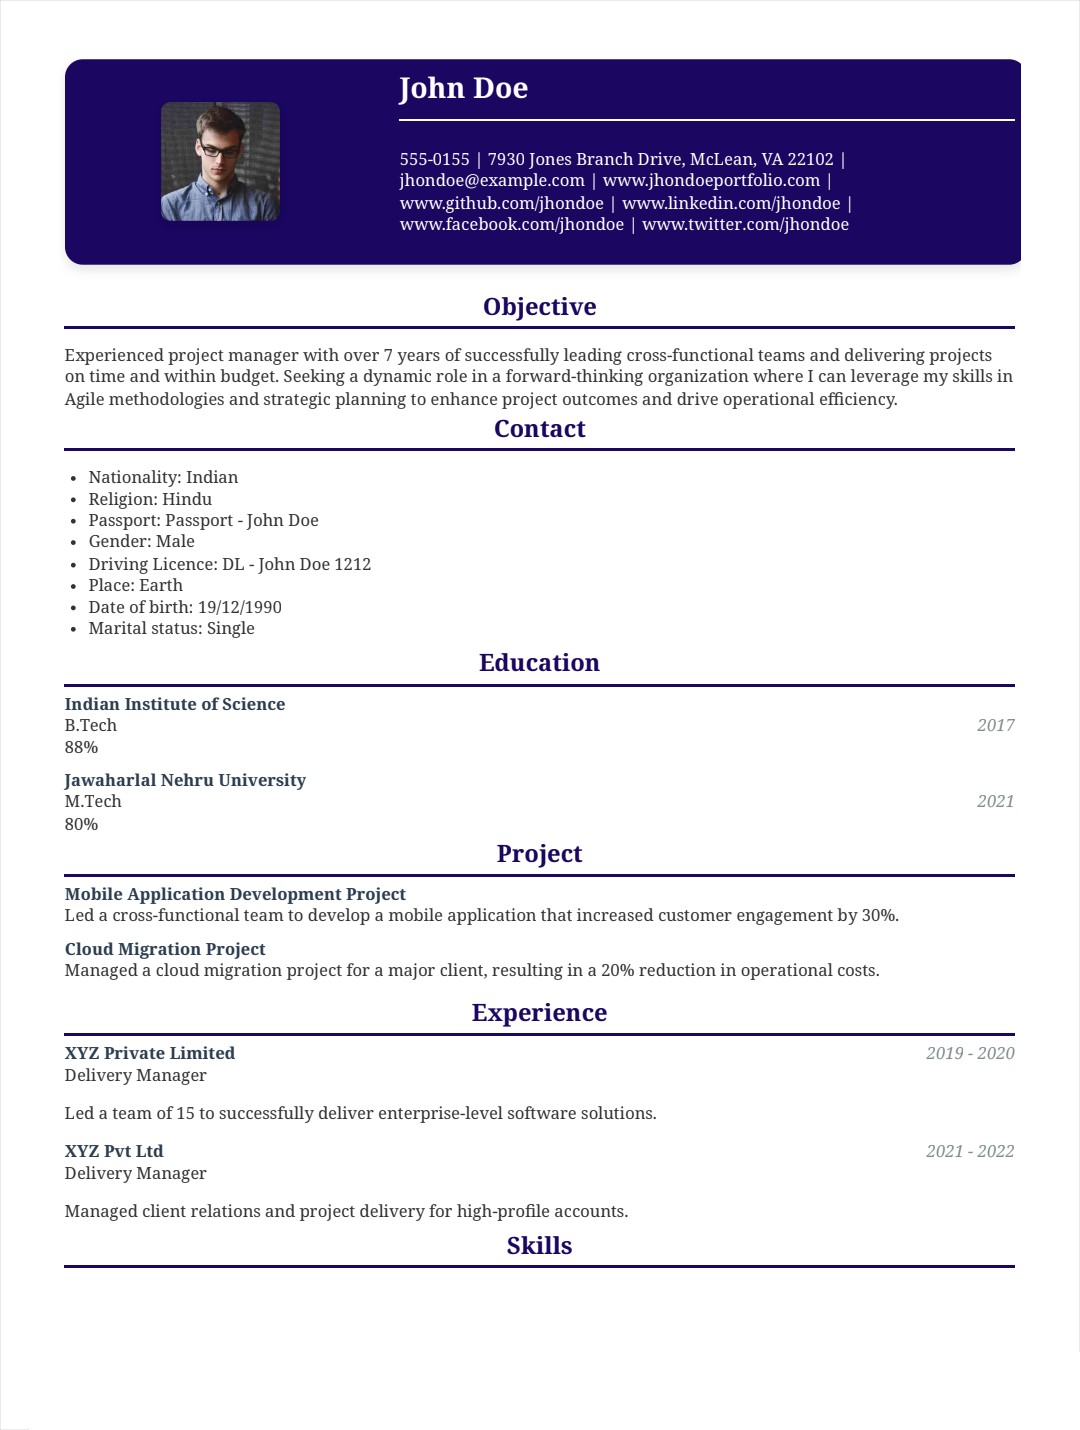 John Doe
555-0155 | 7930 Jones Branch Drive, McLean, VA 22102 |
jhondoe@example.com | www.jhondoeportfolio.com |
www.github.com/jhondoe | www.linkedin.com/jhondoe |
www.facebook.com/jhondoe | www.twitter.com/jhondoe
Objective
Experienced project manager with over 7 years of successfully leading cross-functional teams and delivering projects
on time and within budget. Seeking a dynamic role in a forward-thinking organization where I can leverage my skills in
Agile methodologies and strategic planning to enhance project outcomes and drive operational efficiency.
Contact
• Nationality: Indian
• Religion: Hindu
• Passport: Passport - John Doe
• Gender: Male
• Driving Licence: DL - John Doe 1212
• Place: Earth
• Date of birth: 19/12/1990
• Marital status: Single
Education
Indian Institute of Science
B.Tech 2017
88%
Jawaharlal Nehru University
M.Tech 2021
80%
Project
Mobile Application Development Project
Led a cross-functional team to develop a mobile application that increased customer engagement by 30%.
Cloud Migration Project
Managed a cloud migration project for a major client, resulting in a 20% reduction in operational costs.
Experience
XYZ Private Limited 2019 - 2020
Delivery Manager
Led a team of 15 to successfully deliver enterprise-level software solutions.
XYZ Pvt Ltd 2021 - 2022
Delivery Manager
Managed client relations and project delivery for high-profile accounts.
Skills